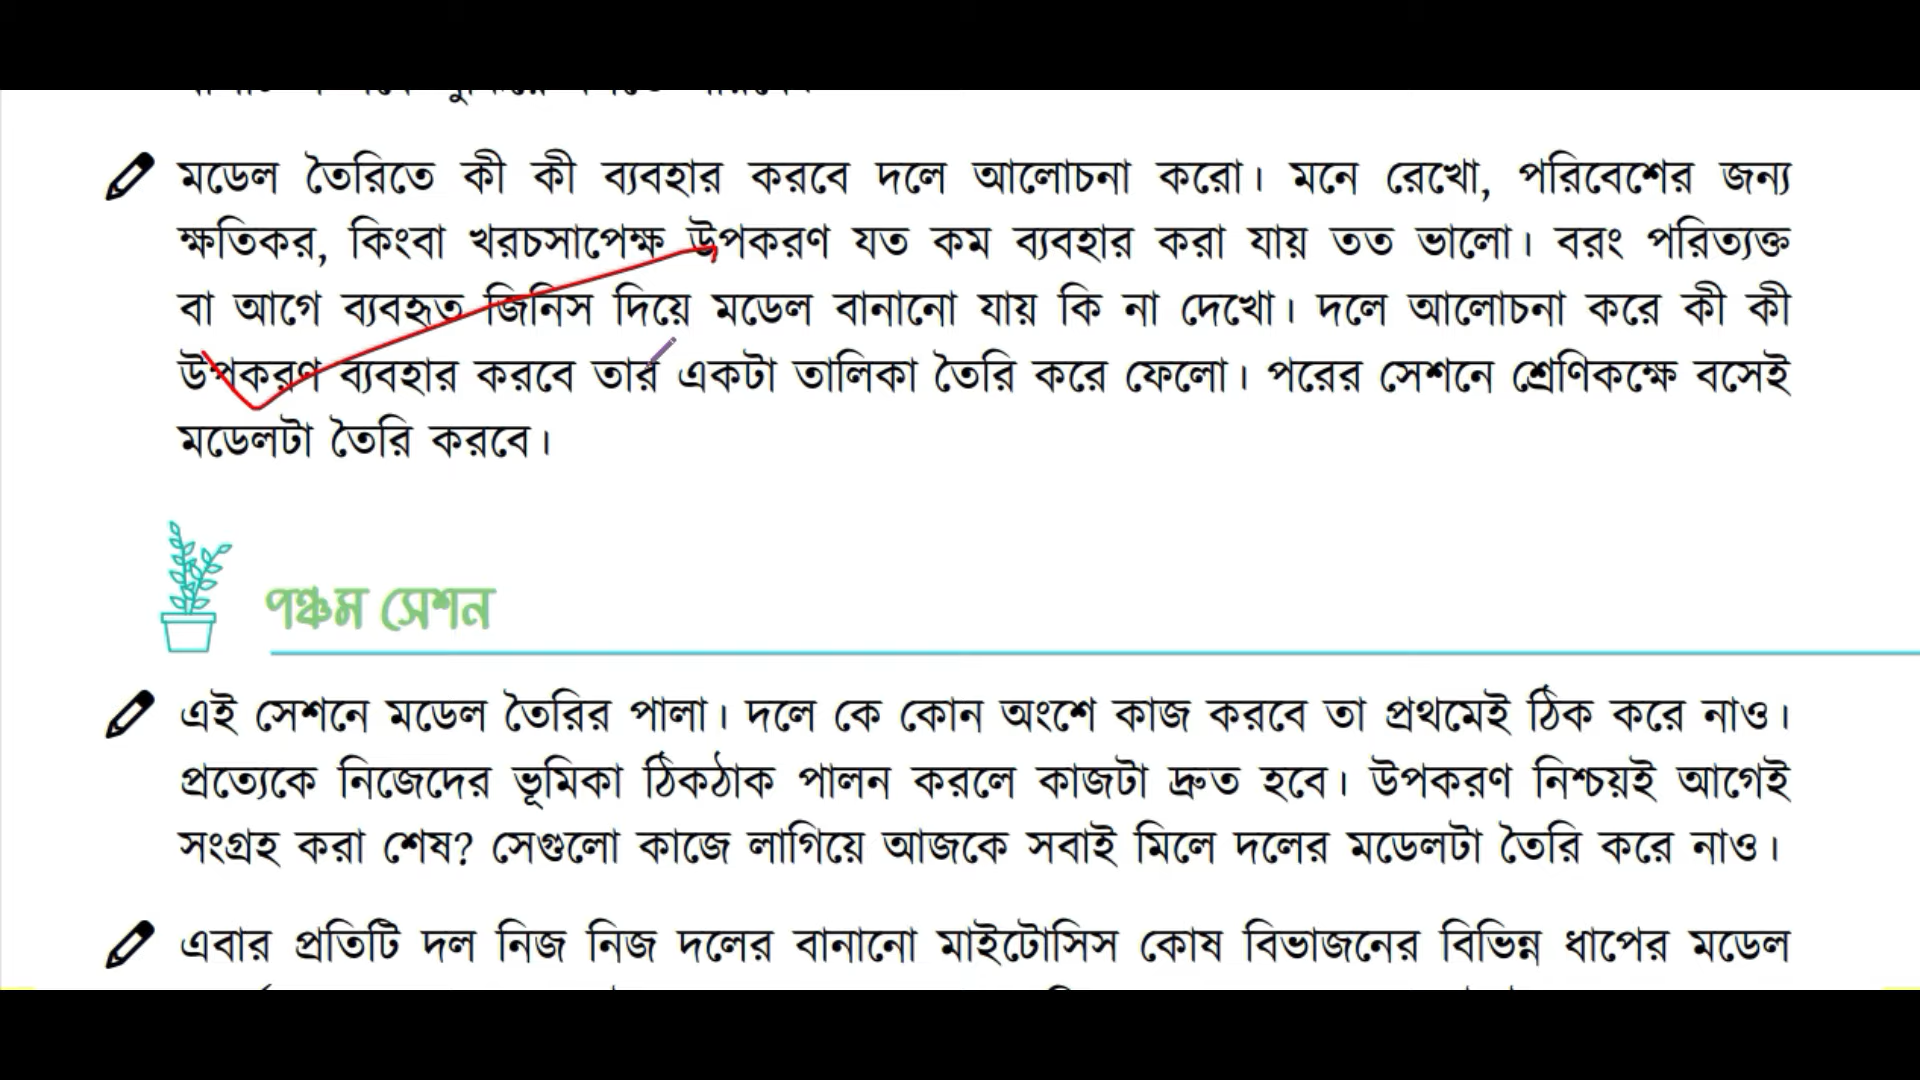 মডেল তৈরিতে কী কী ব্যবহার করবে দলে আলোচনা করো। মনে রেখো, পরিবেশের জন্য
ক্ষতিকর, কিংবা খরচসাপেক্ষ উপকরণ যত কম ব্যবহার করা যায় তত ভালো। বরং পরিত্যক্ত
বা আগে ব্যবহৃত জিনিস দিয়ে মডেল বানানো যায় কি না দেখো। দলে আলোচনা করে কী কী
উপকরণ ব্যবহার করবে তার একটা তালিকা তৈরি করে ফেলো। পরের সেশনে শ্রেণিকক্ষে বসেই
মডেলটা তৈরি করবে।
পঞ্চম সেশন
এই সেশনে মডেল তৈরির পালা। দলে কে কোন অংশে কাজ করবে তা প্রথমেই ঠিক করে নাও।
প্রত্যেকে নিজেদের ভূমিকা ঠিকঠাক পালন করলে কাজটা দ্রুত হবে। উপকরণ নিশ্চয়ই আগেই
সংগ্রহ করা শেষ? সেগুলো কাজে লাগিয়ে আজকে সবাই মিলে দলের মডেলটা তৈরি করে নাও।
এবার প্রতিটি দল নিজ নিজ দলের বানানো মাইটোসিস কোষ বিভাজনের বিভিন্ন ধাপের মডেল